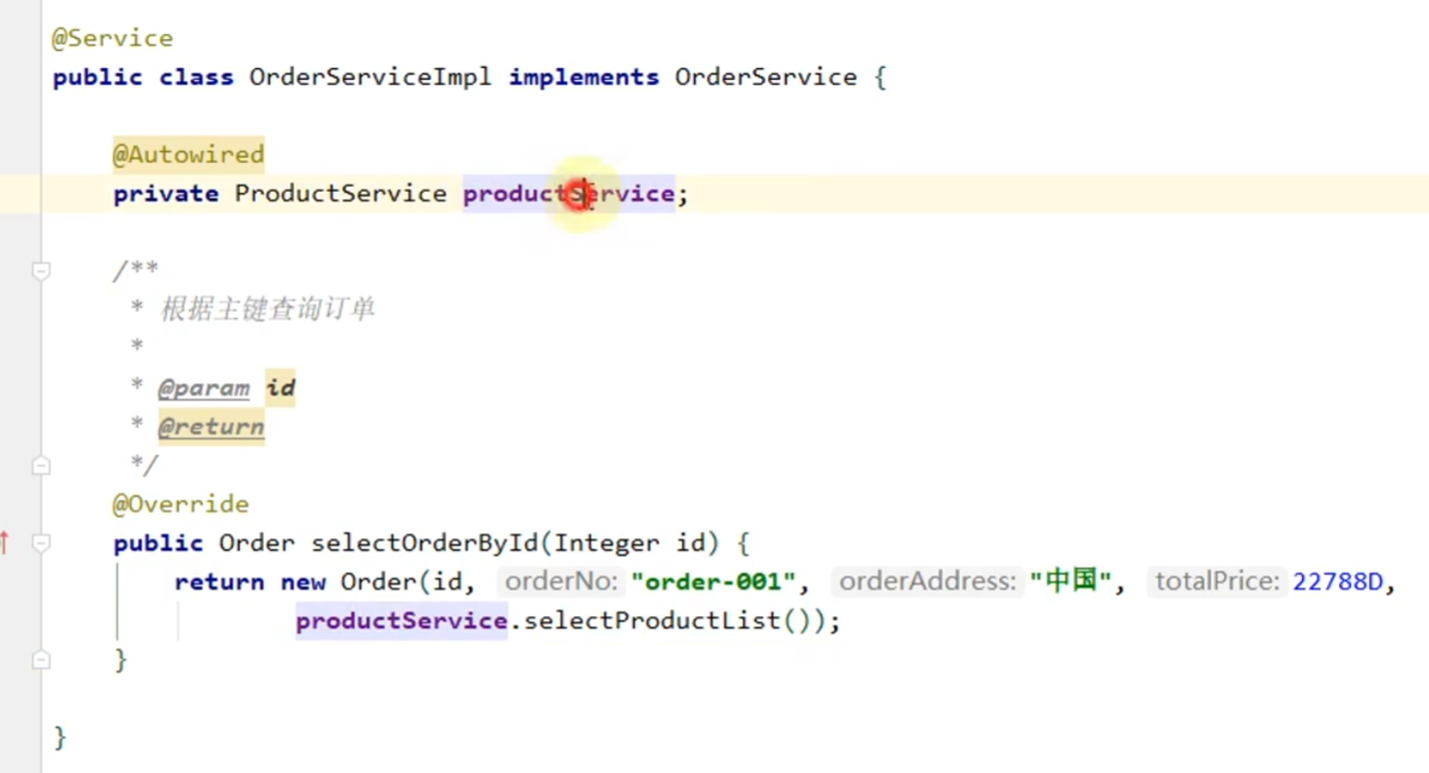 @Service
public class OrderServiceImpl implements OrderService {
@Autowired
private ProductService productService;
/**
* 根据主键查询订单
*
* @param id
* @return
*/
@Override
public Order selectOrderById(Integer id) {
return new Order(id, orderNo: "order-001", orderAddress: "中国", totalPrice: 22788D,
productService.selectProductList());
}
}